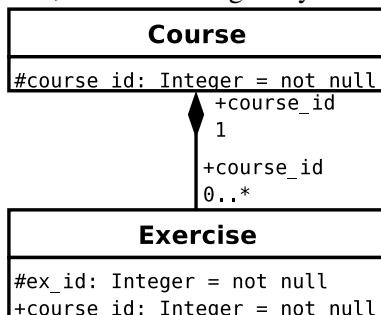 Course
#course_id: Integer = not null
+course_id
1
+course_id
0..*
Exercise
#ex_id: Integer = not null
+course_id: Integer = not null